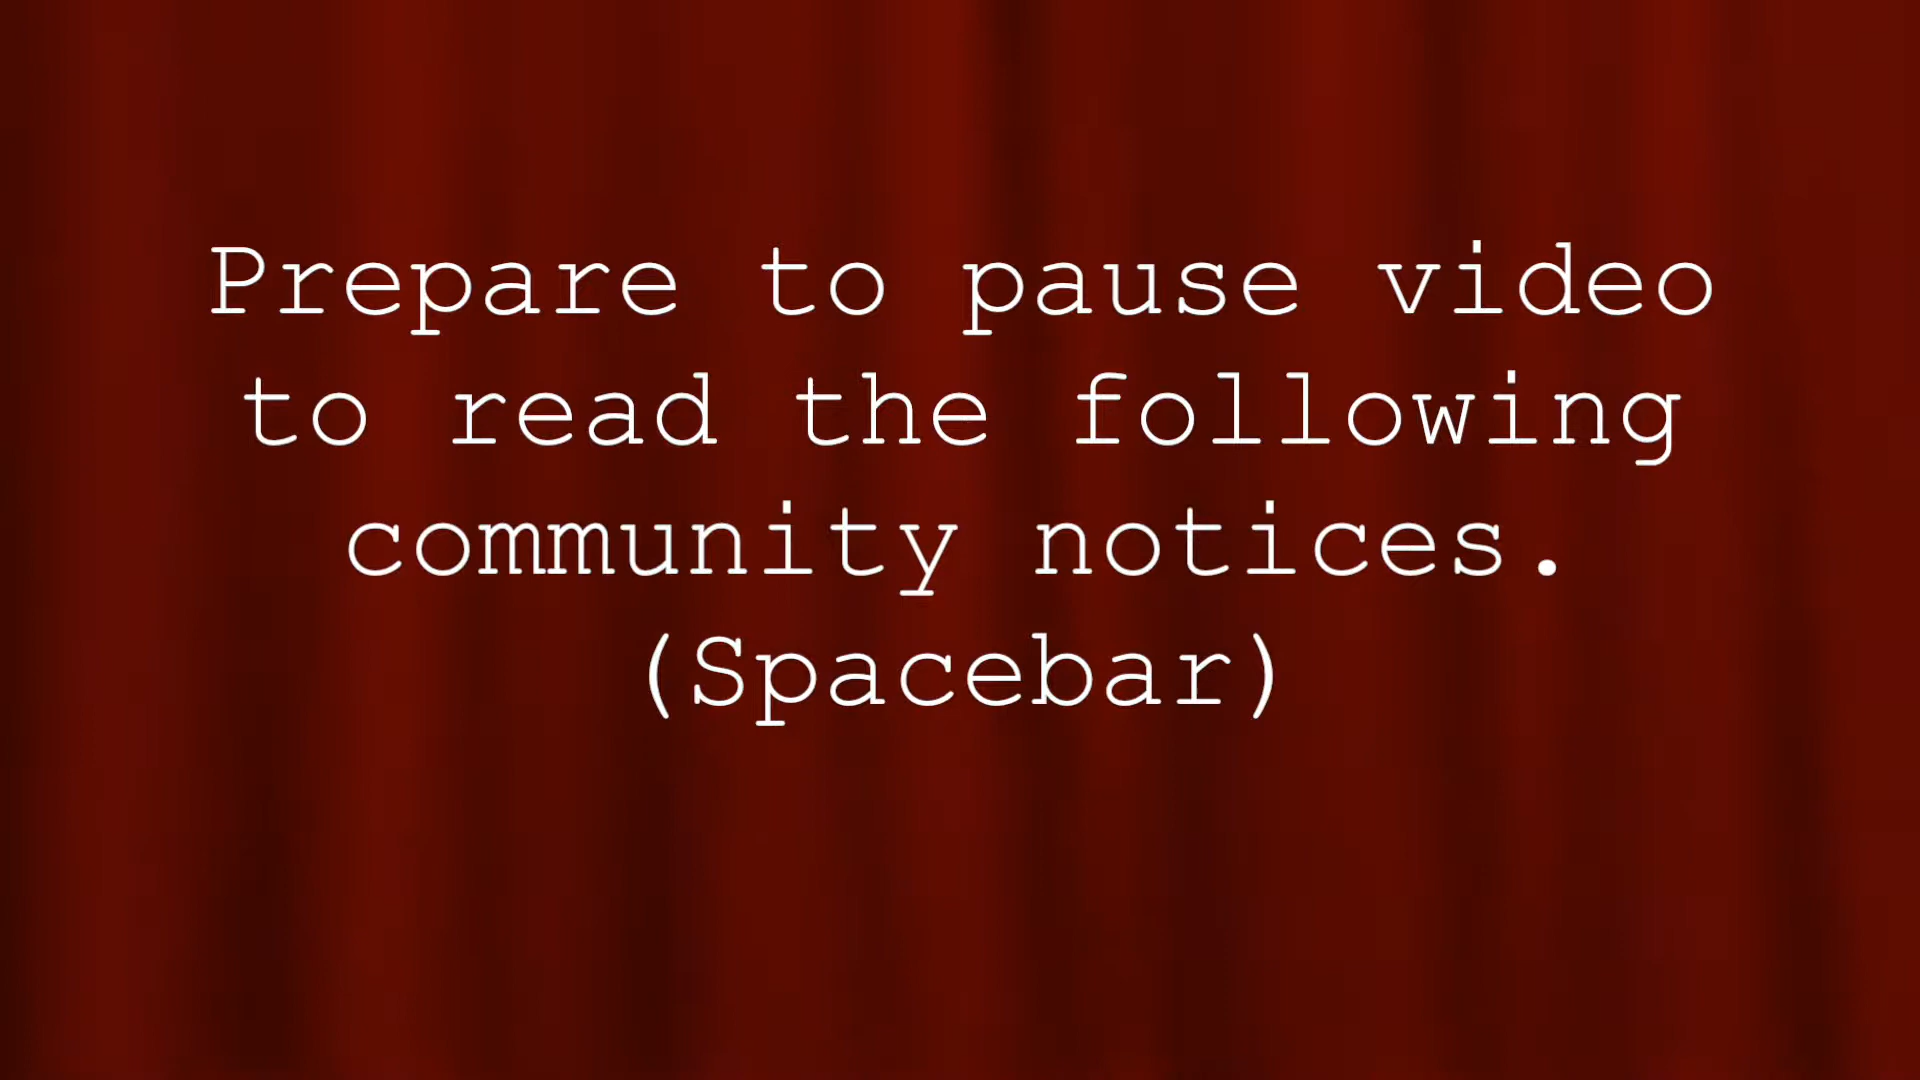 Prepare to pause video
to read the following
community notices.
(Spacebar)